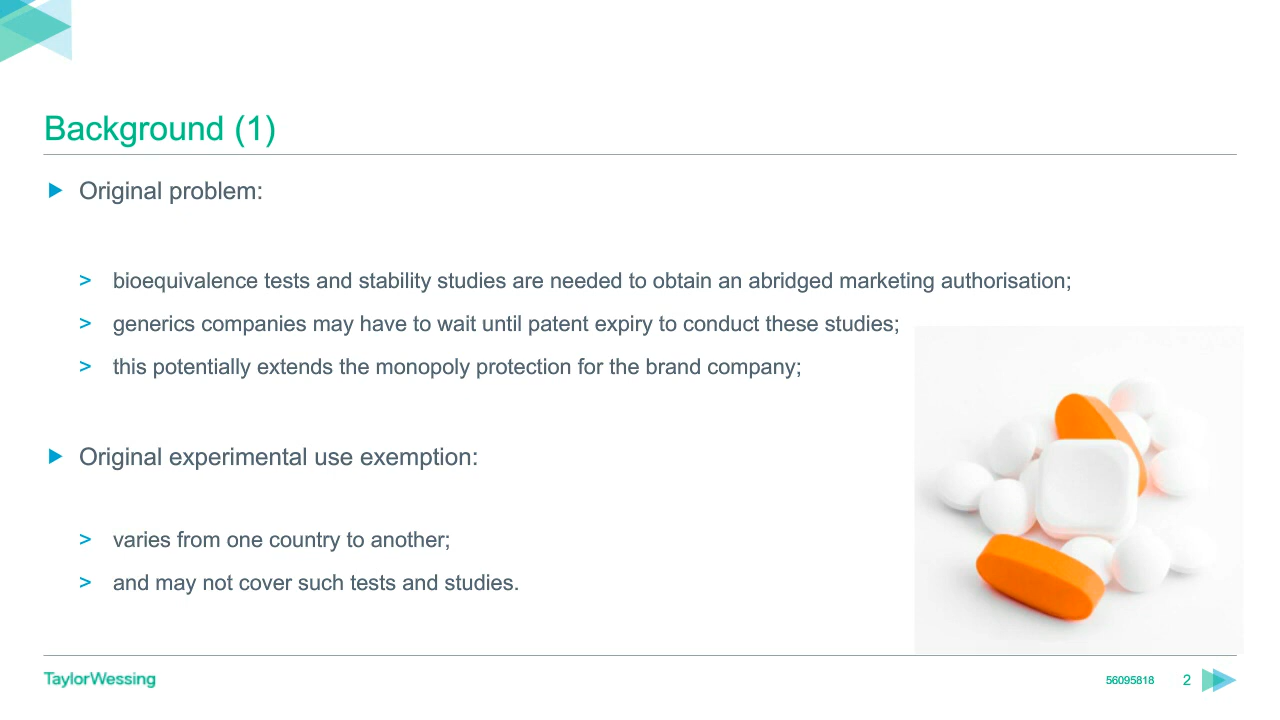 Background (1)
Original problem:
> bioequivalence tests and stability studies are needed to obtain an abridged marketing authorisation;
> generics companies may have to wait until patent expiry to conduct these studies;
> this potentially extends the monopoly protection for the brand company;
Original experimental use exemption:
> varies from one country to another;
> and may not cover such tests and studies.
TaylorWessing
56095818 2